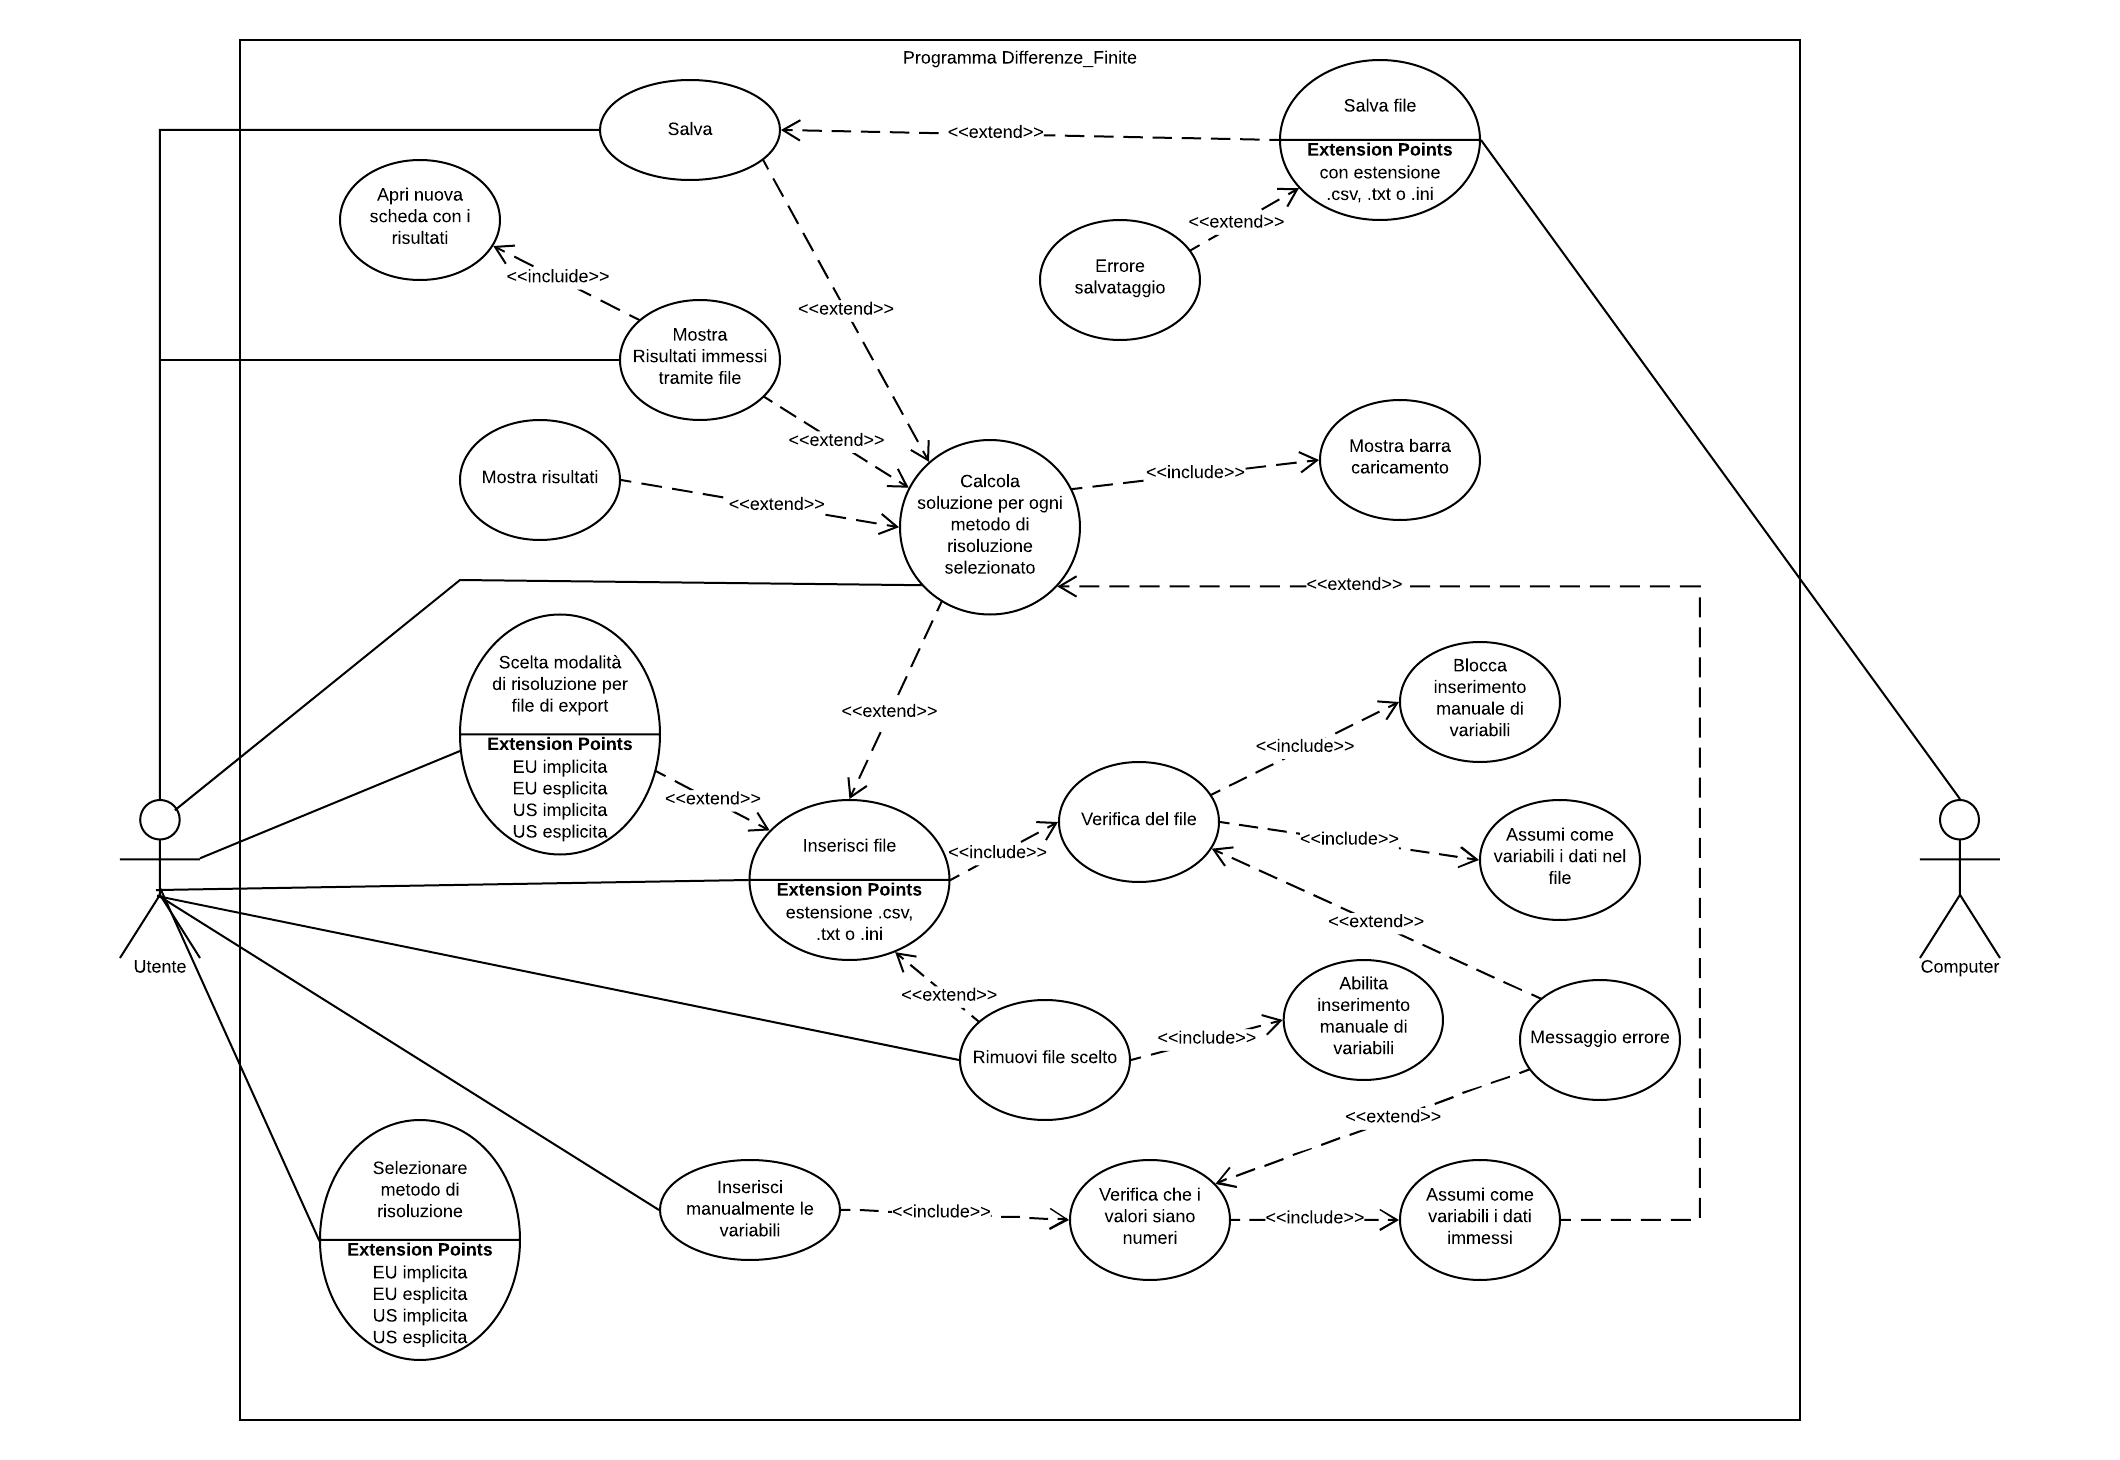 Programma Differenze_Finite
Salva
<<extend>>
Salva file
Extension Points
con estensione
.csv, .txt o .ini
<<extend>>
Errore
salvataggio
Apri nuova
scheda con i
risultati
<<incluide>>
<<extend>>
Mostra
Risultati immessi
tramite file
<<extend>>
Mostra risultati
<<extend>>
Calcola
soluzione per ogni
metodo di
risoluzione
selezionato
<<include>>
Mostra barra
caricamento
<<extend>>
Scelta modalità
di risoluzione per
file di export
Extension Points
EU implicita
EU esplicita
US implicita
US esplicita
<<extend>>
<<extend>>
Inserisci file
Extension Points
estensione .csv,
.txt o .ini
<<include>>
Verifica del file
<<include>>
Blocca
inserimento
manuale di
variabili
<<include>>
Assumi come
variabili i dati nel
file
<<extend>>
Utente
Computer
<<extend>>
Rimuovi file scelto
<<include>>
Abilita
inserimento
manuale di
variabili
Messaggio errore
<<extend>>
Selezionare
metodo di
risoluzione
Extension Points
EU implicita
EU esplicita
US implicita
US esplicita
Inserisci
manualmente le
variabili
<<include>>
Verifica che i
valori siano
numeri
<<include>>
Assumi come
variabili i dati
immessi